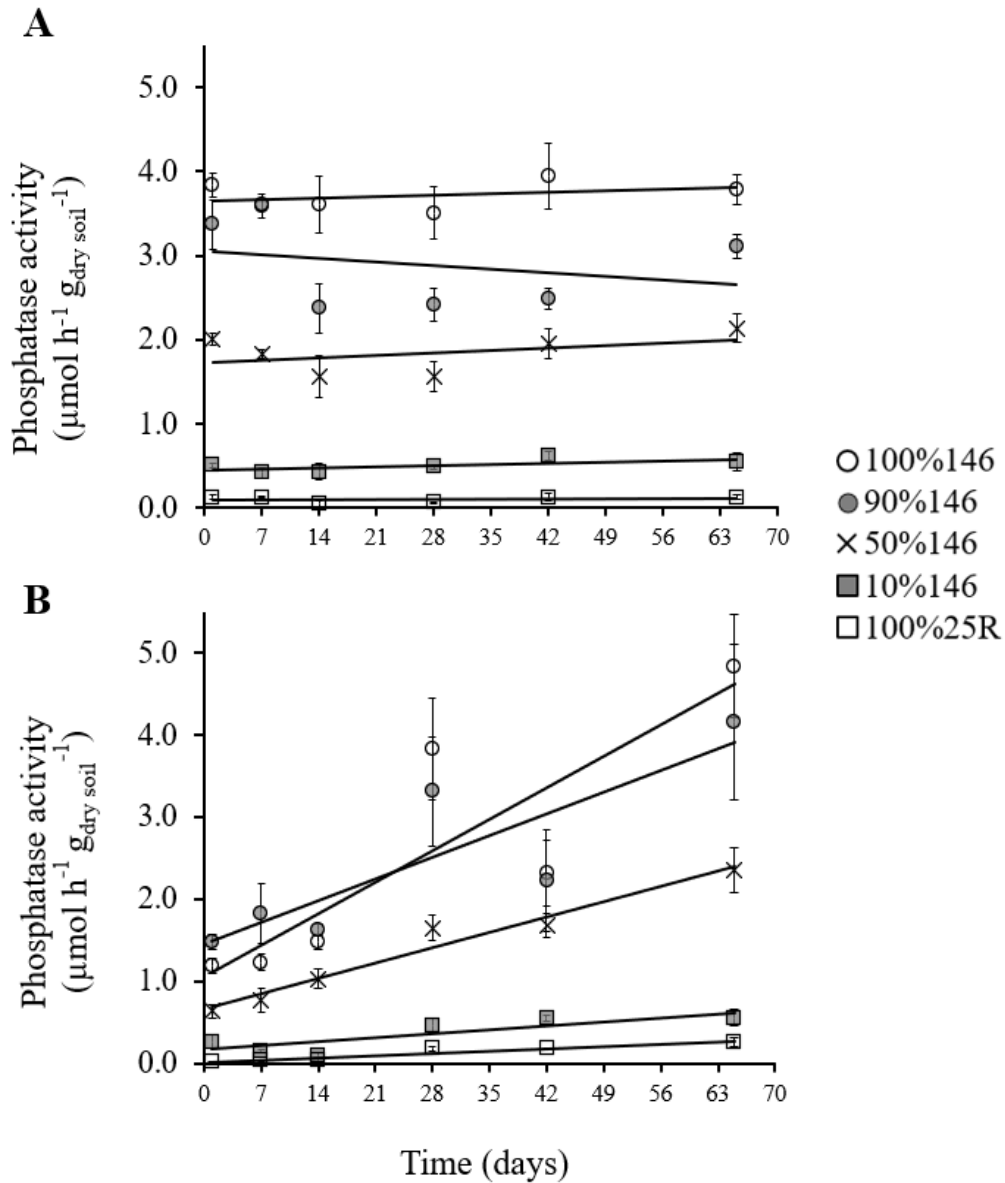 A
5.0
4.0
3.0
2.0
1.0
0.0
Phosphatase activity
(µmol h⁻¹ g dry soil⁻¹)
0 7 14 21 28 35 42 49 56 63 70
100%146
90%146
50%146
10%146
100%25R
B
5.0
4.0
3.0
2.0
1.0
0.0
Phosphatase activity
(µmol h⁻¹ g dry soil⁻¹)
0 7 14 21 28 35 42 49 56 63 70
Time (days)